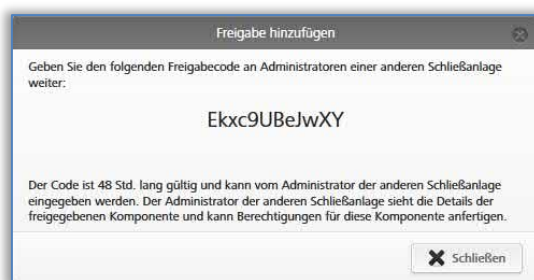 Freigabe hinzufügen
Geben Sie den folgenden Freigabecode an Administratoren einer anderen Schließanlage
weiter:
Ekxc9UBeJwXY
Der Code ist 48 Std. lang gültig und kann vom Administrator der anderen Schließanlage
eingegeben werden. Der Administrator der anderen Schließanlage sieht die Details der
freigegebenen Komponente und kann Berechtigungen für diese Komponente anfertigen.
Schließen